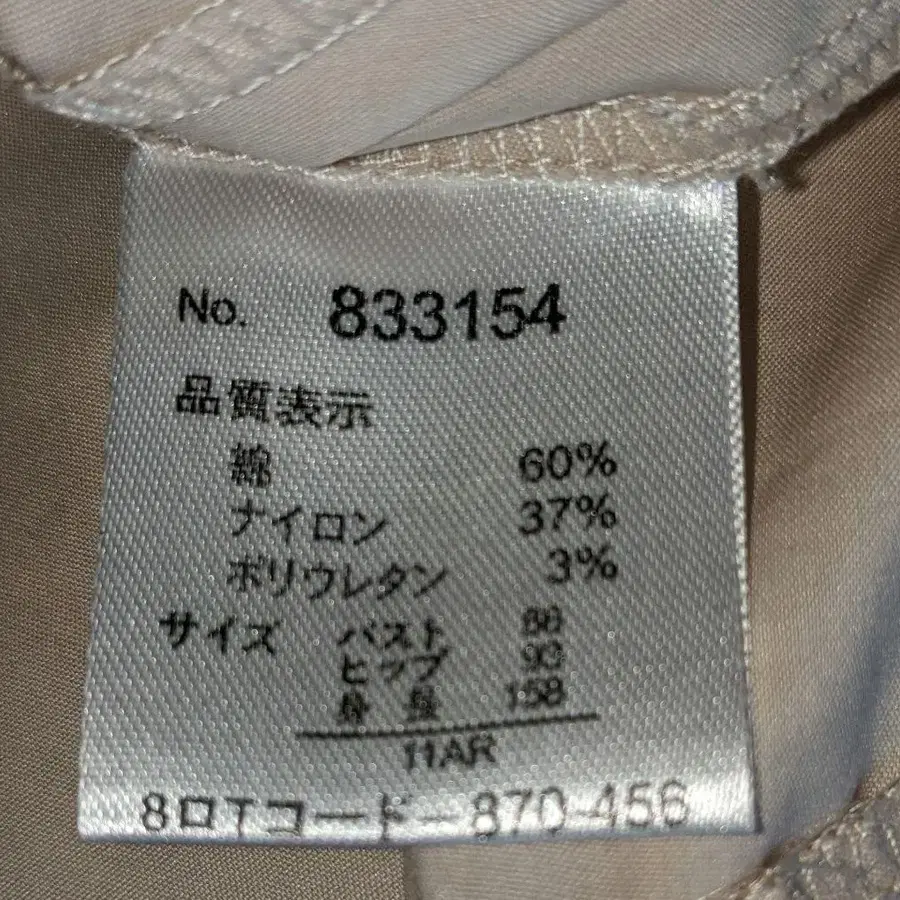 No. 833154
品質表示
綿 60%
ナイロン 37%
ポリウレタン 3%
サイズ バスト 86
ヒップ 93
身長 158
11AR
8ロTコード-870-456